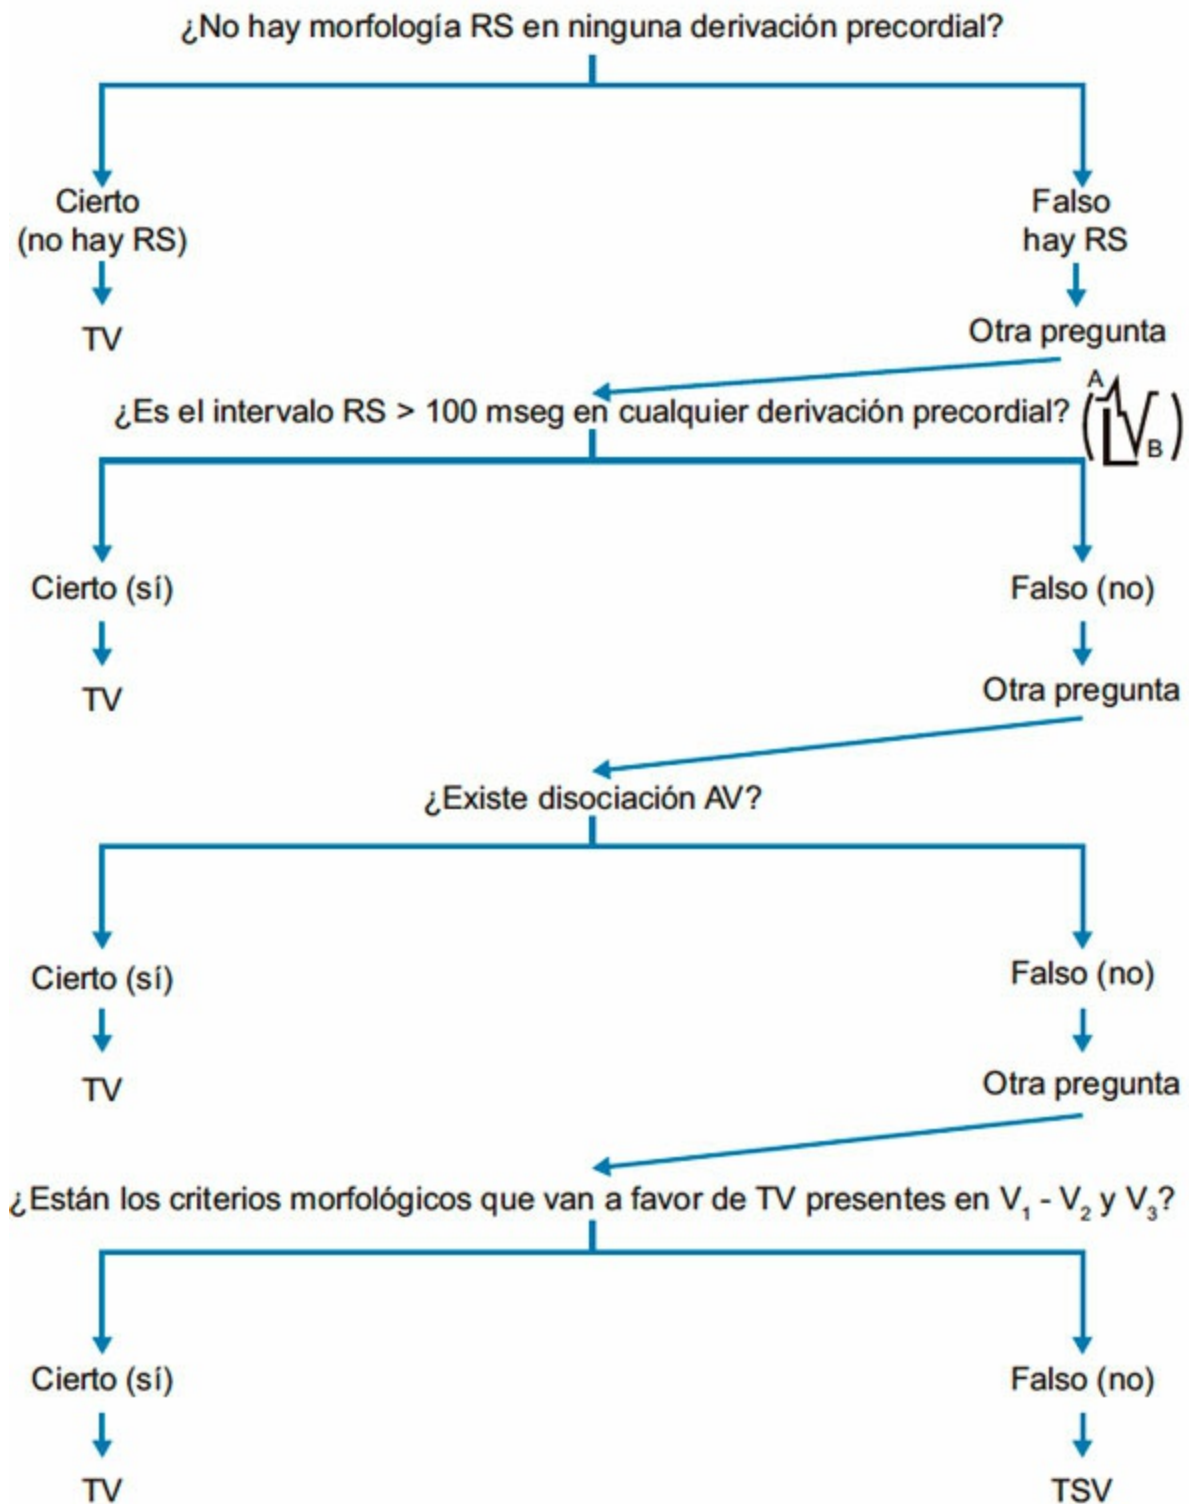 ¿No hay morfología RS en ninguna derivación precordial?
Cierto
(no hay RS)
Falso
hay RS
TV
Otra pregunta
¿Es el intervalo RS > 100 mseg en cualquier derivación precordial?
A
B
Cierto (sí)
Falso (no)
TV
Otra pregunta
¿Existe disociación AV?
Cierto (sí)
Falso (no)
TV
Otra pregunta
¿Están los criterios morfológicos que van a favor de TV presentes en V₁ - V₂ y V₃?
Cierto (sí)
Falso (no)
TV
TSV